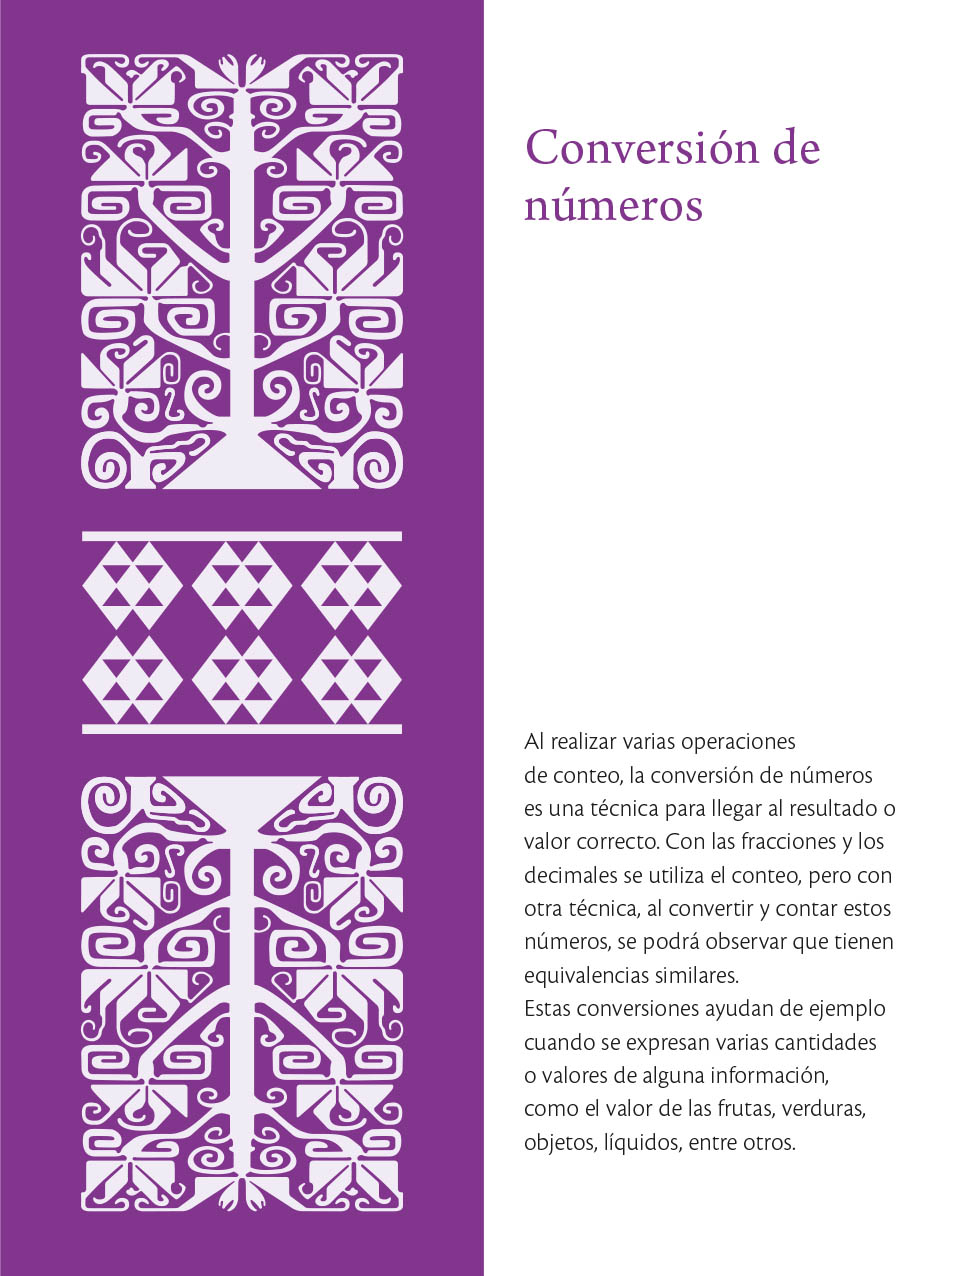 Conversión de
números
Al realizar varias operaciones
de conteo, la conversión de números
es una técnica para llegar al resultado o
valor correcto. Con las fracciones y los
decimales se utiliza el conteo, pero con
otra técnica, al convertir y contar estos
números, se podrá observar que tienen
equivalencias similares.
Estas conversiones ayudan de ejemplo
cuando se expresan varias cantidades
o valores de alguna información,
como el valor de las frutas, verduras,
objetos, líquidos, entre otros.